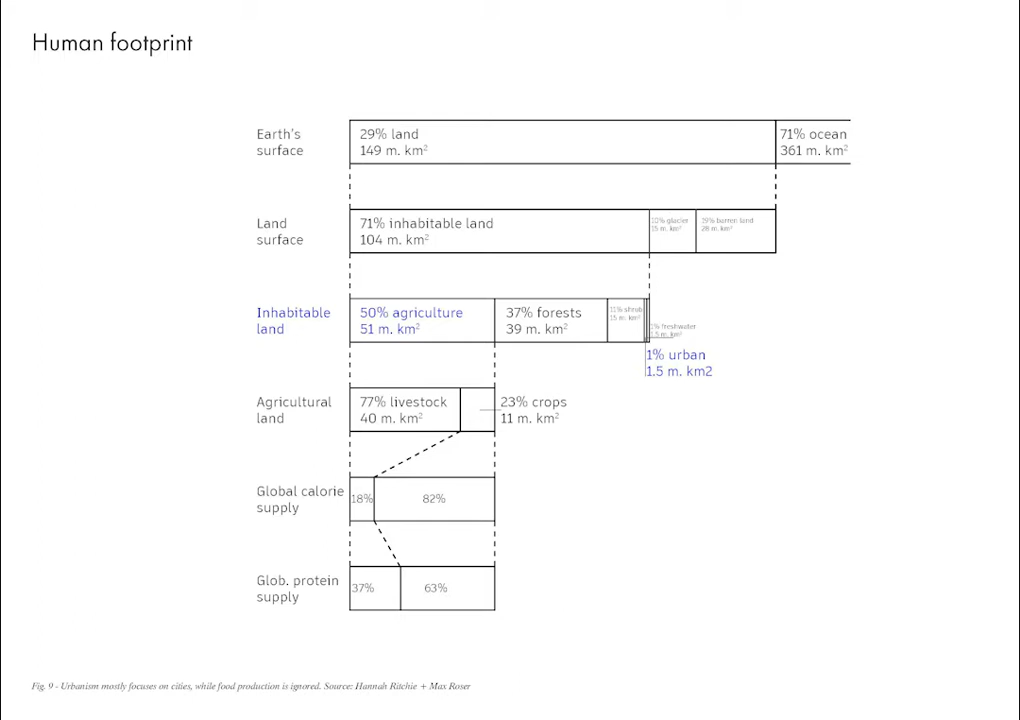 Human footprint
Earth's
surface
29% land
149 m. km²
71% ocean
361 m. km²
Land
surface
71% inhabitable land
104 m. km²
10% glacier
15 m. km²
19% barren land
28 m. km²
Inhabitable
land
50% agriculture
51 m. km²
37% forests
39 m. km²
11% shrub
15 m. km²
1% freshwater
1.5 m. km²
1% urban
1.5 m. km2
Agricultural
land
77% livestock
40 m. km²
23% crops
11 m. km²
Global calorie
supply
18%
82%
Glob. protein
supply
37%
63%
Fig. 9 - Urbanism mostly focuses on cities, while food production is ignored. Source: Hannah Ritchie + Max Roser